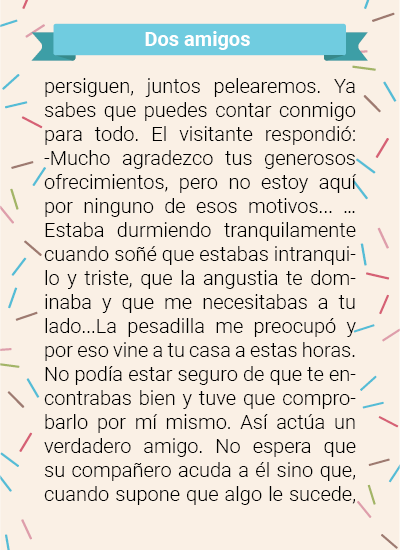 Dos amigos
persiguen, juntos pelearemos. Ya
sabes que puedes contar conmigo
para todo. El visitante respondió:
-Mucho agradezco tus generosos
ofrecimientos, pero no estoy aquí
por ninguno de esos motivos... ...
Estaba durmiendo tranquilamente
cuando soñé que estabas intranqui-
lo y triste, que la angustia te dom-
inaba y que me necesitabas a tu
lado...La pesadilla me preocupó y
por eso vine a tu casa a estas horas.
No podía estar seguro de que te en-
contrabas bien y tuve que compro-
barlo por mí mismo. Así actúa un
verdadero amigo. No espera que
su compañero acuda a él sino que,
cuando supone que algo le sucede,